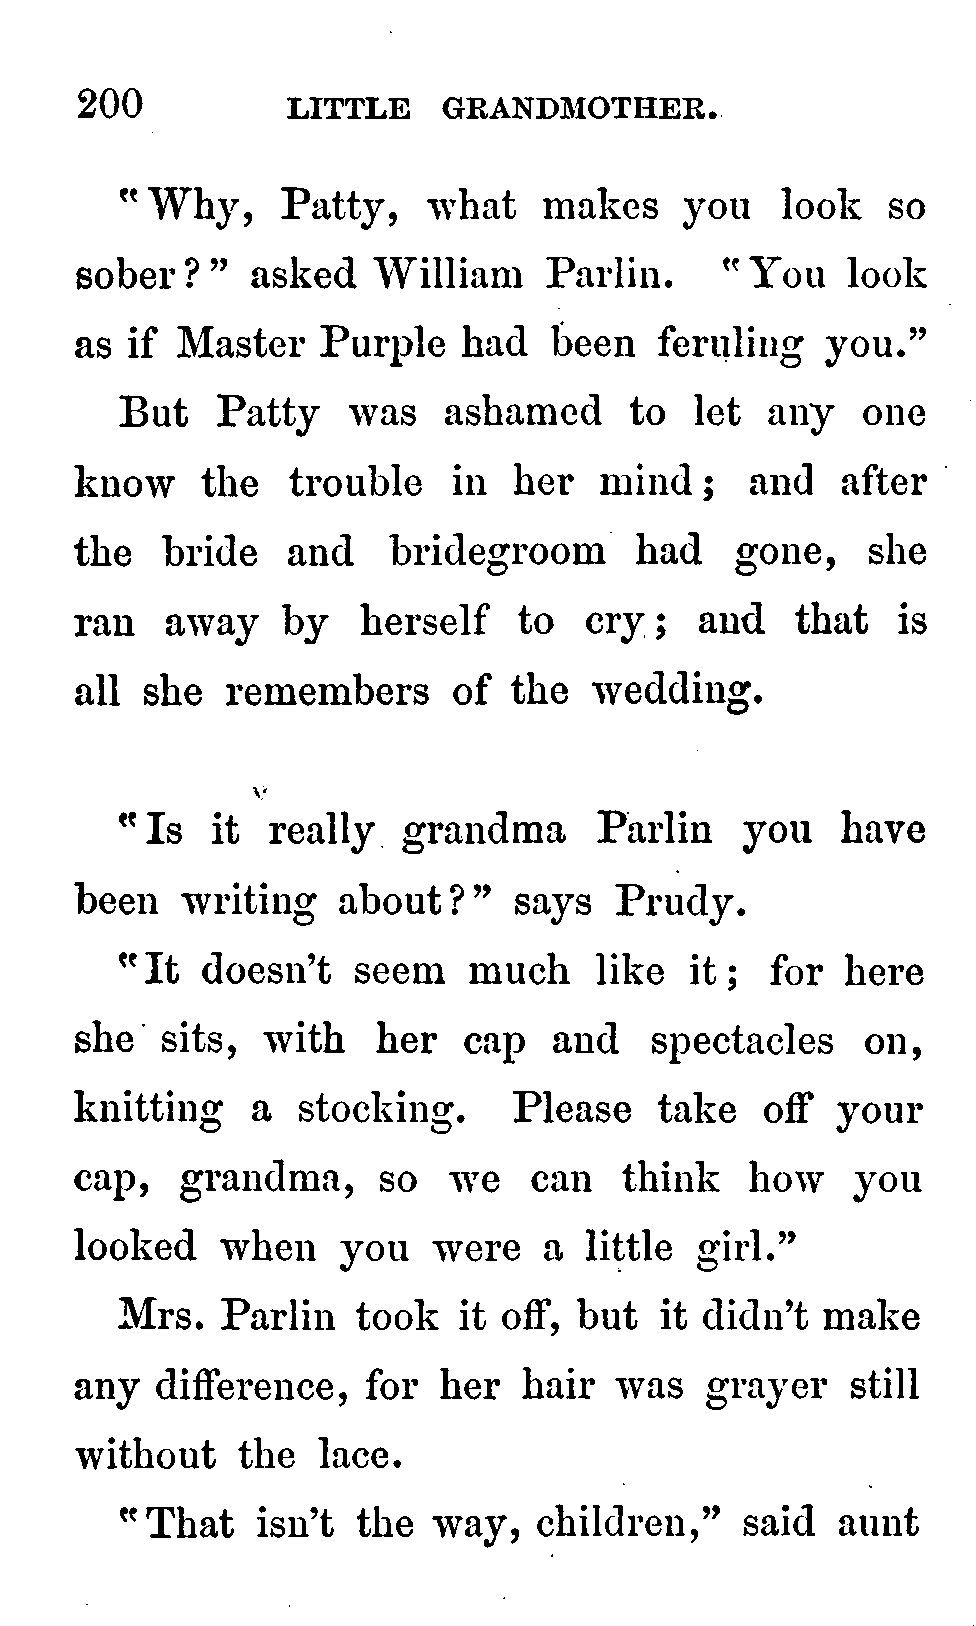 200 LITTLE GRANDMOTHER.
"Why, Patty, what makes you look so
sober?" asked William Parlin. "You look
as if Master Purple had been feruling you."
But Patty was ashamed to let any one
know the trouble in her mind; and after
the bride and bridegroom had gone, she
ran away by herself to cry; and that is
all she remembers of the wedding.
"Is it really grandma Parlin you have
been writing about?" says Prudy.
"It doesn't seem much like it; for here
she sits, with her cap and spectacles on,
knitting a stocking. Please take off your
cap, grandma, so we can think how you
looked when you were a little girl."
Mrs. Parlin took it off, but it didn't make
any difference, for her hair was grayer still
without the lace.
"That isn't the way, children," said aunt